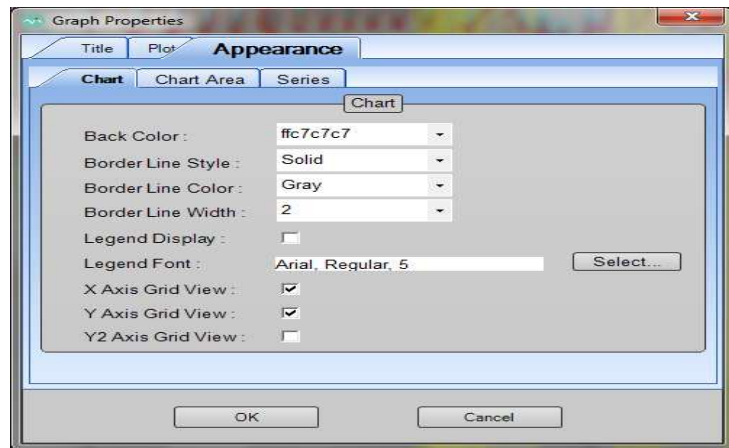 Graph Properties
Title Plot Appearance
Chart Chart Area Series
Chart
Back Color : ffc7c7c7
Border Line Style : Solid
Border Line Color : Gray
Border Line Width : 2
Legend Display :
Legend Font : Arial, Regular, 5 Select...
X Axis Grid View :
Y Axis Grid View :
Y2 Axis Grid View :
OK Cancel